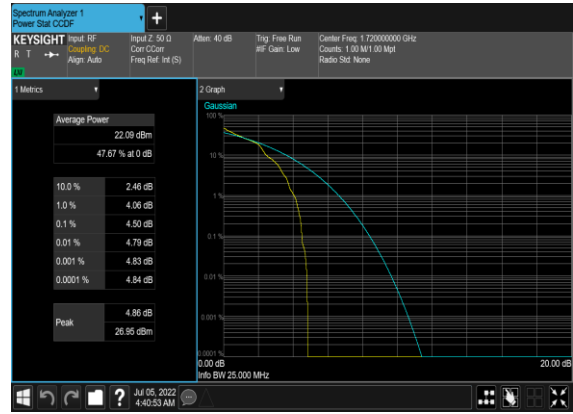 Spectrum Analyzer 1
Power Stat CCDF
KEYSIGHT
R T
LW
Input: RF
Coupling: DC
Align: Auto
Input Z: 50 Ω
Corr CCorr
Freq Ref: Int (S)
Atten: 40 dB
Trig: Free Run
#IF Gain: Low
Center Freq: 1.720000000 GHz
Counts: 1.00 M/1.00 Mpt
Radio Std: None
1 Metrics
Average Power
22.09 dBm
47.67 % at 0 dB
10.0 % 2.46 dB
1.0 % 4.06 dB
0.1 % 4.50 dB
0.01 % 4.79 dB
0.001 % 4.83 dB
0.0001 % 4.84 dB
Peak
4.86 dB
26.95 dBm
2 Graph
Gaussian
100 %
10 %
1 %
0.1 %
0.01 %
0.001 %
0.0001 %
0.00 dB 20.00 dB
Info BW 25.000 MHz
?
Jul 05, 2022
4:40:53 AM